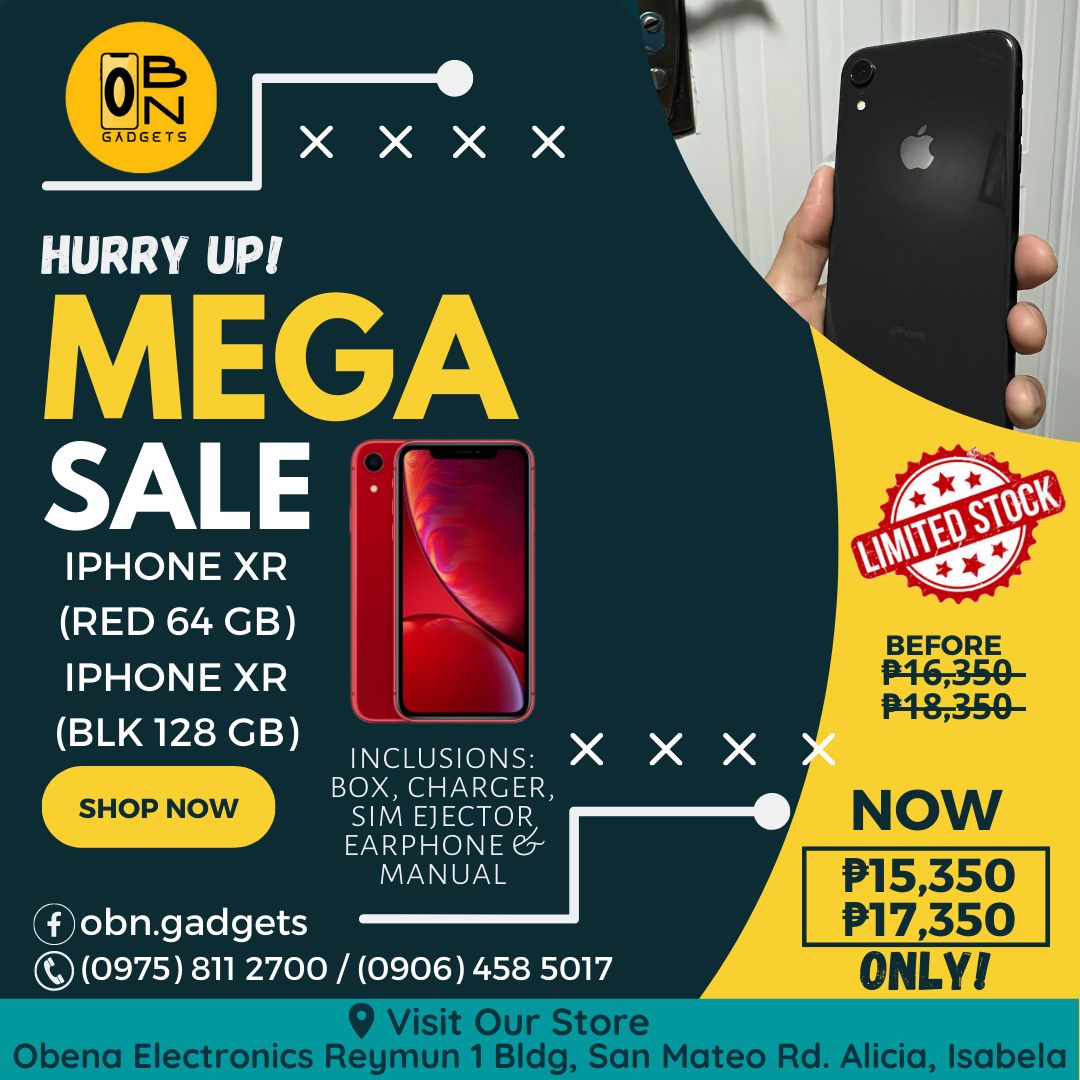 OBN
GADGETS
HURRY UP!
MEGA
SALE
IPHONE XR
(RED 64 GB)
IPHONE XR
(BLK 128 GB)
SHOP NOW
INCLUSIONS:
BOX, CHARGER,
SIM EJECTOR
EARPHONE &
MANUAL
iPhone
LIMITED STOCK
BEFORE
₱16,350
₱18,350
NOW
₱15,350
₱17,350
ONLY!
obn.gadgets
(0975) 811 2700 / (0906) 458 5017
Visit Our Store
Obena Electronics Reymun 1 Bldg, San Mateo Rd. Alicia, Isabela